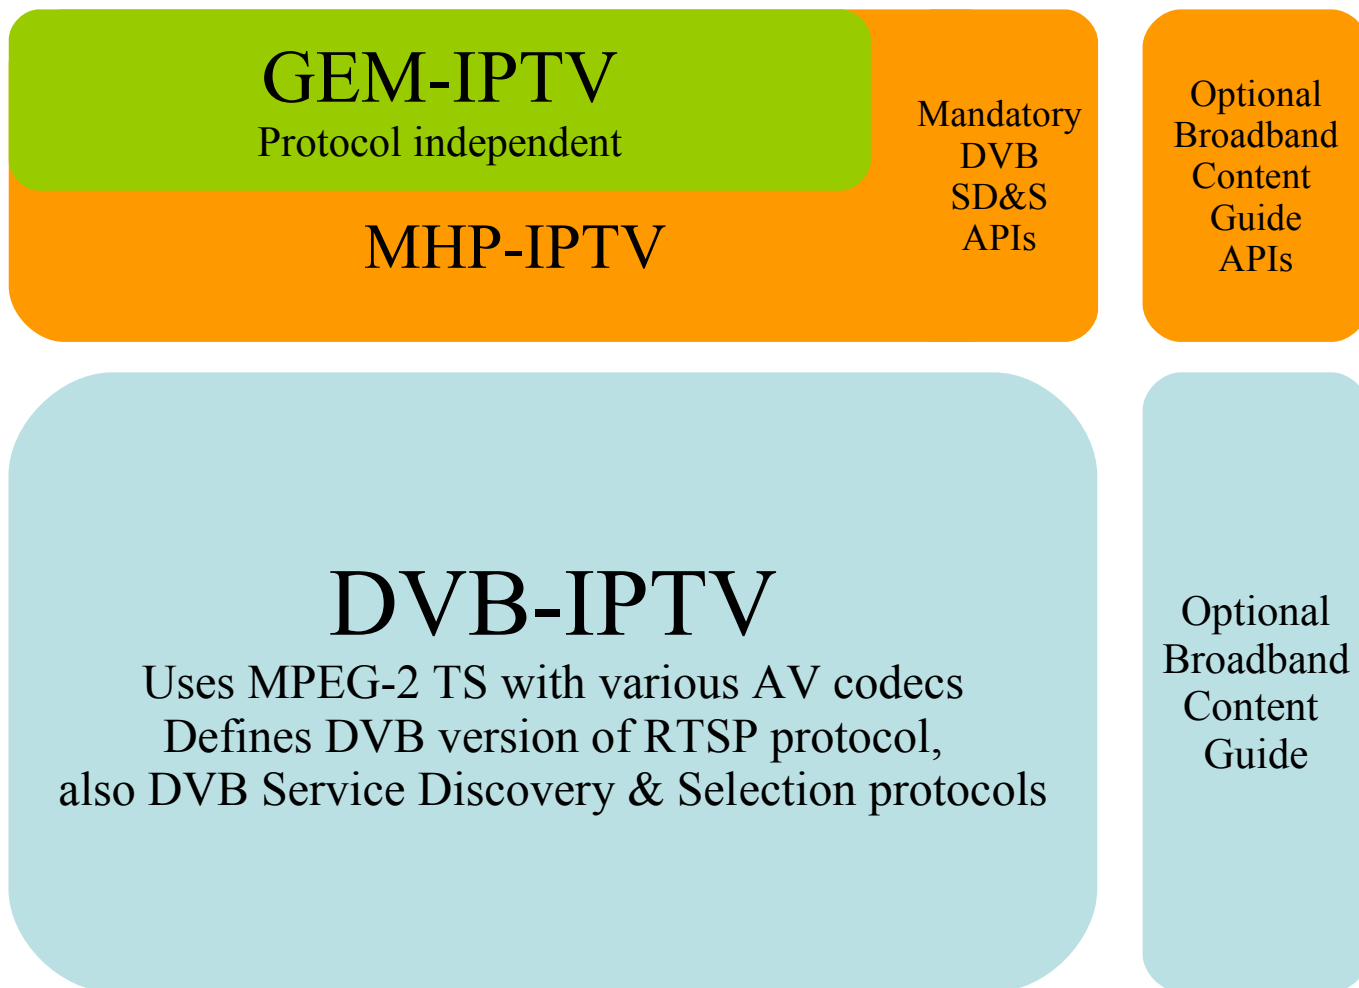 GEM-IPTV
Protocol independent
MHP-IPTV
Mandatory
DVB
SD&S
APIs
Optional
Broadband
Content
Guide
APIs
DVB-IPTV
Uses MPEG-2 TS with various AV codecs
Defines DVB version of RTSP protocol,
also DVB Service Discovery & Selection protocols
Optional
Broadband
Content
Guide